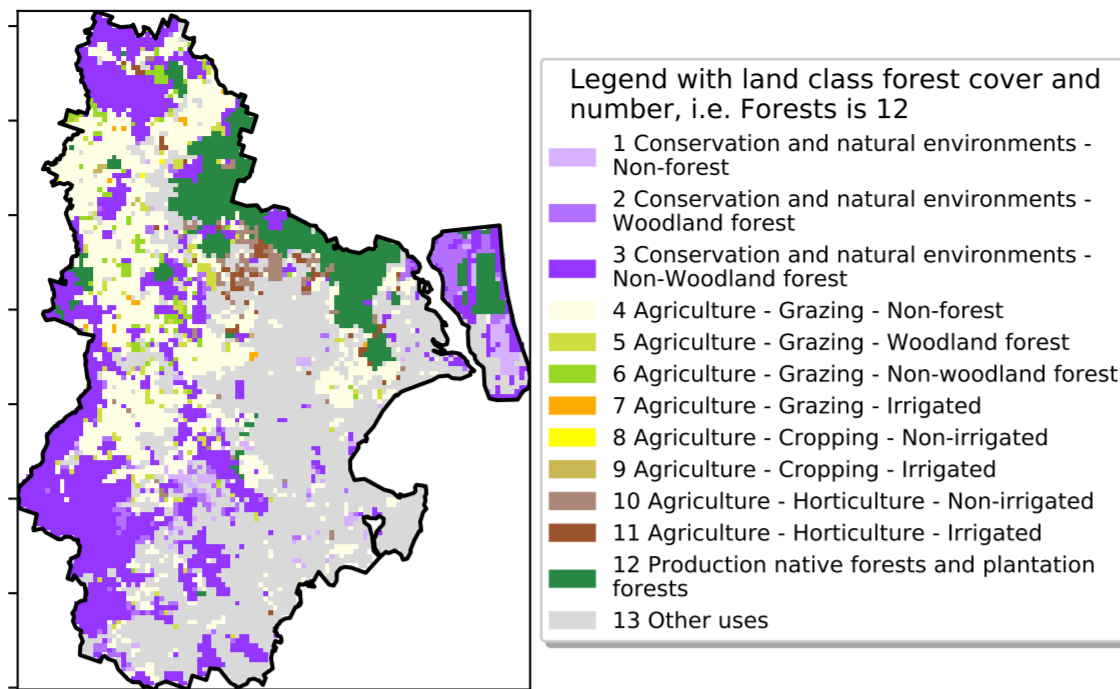 Legend with land class forest cover and
number, i.e. Forests is 12
1 Conservation and natural environments -
Non-forest
2 Conservation and natural environments -
Woodland forest
3 Conservation and natural environments -
Non-Woodland forest
4 Agriculture - Grazing - Non-forest
5 Agriculture - Grazing - Woodland forest
6 Agriculture - Grazing - Non-woodland forest
7 Agriculture - Grazing - Irrigated
8 Agriculture - Cropping - Non-irrigated
9 Agriculture - Cropping - Irrigated
10 Agriculture - Horticulture - Non-irrigated
11 Agriculture - Horticulture - Irrigated
12 Production native forests and plantation
forests
13 Other uses